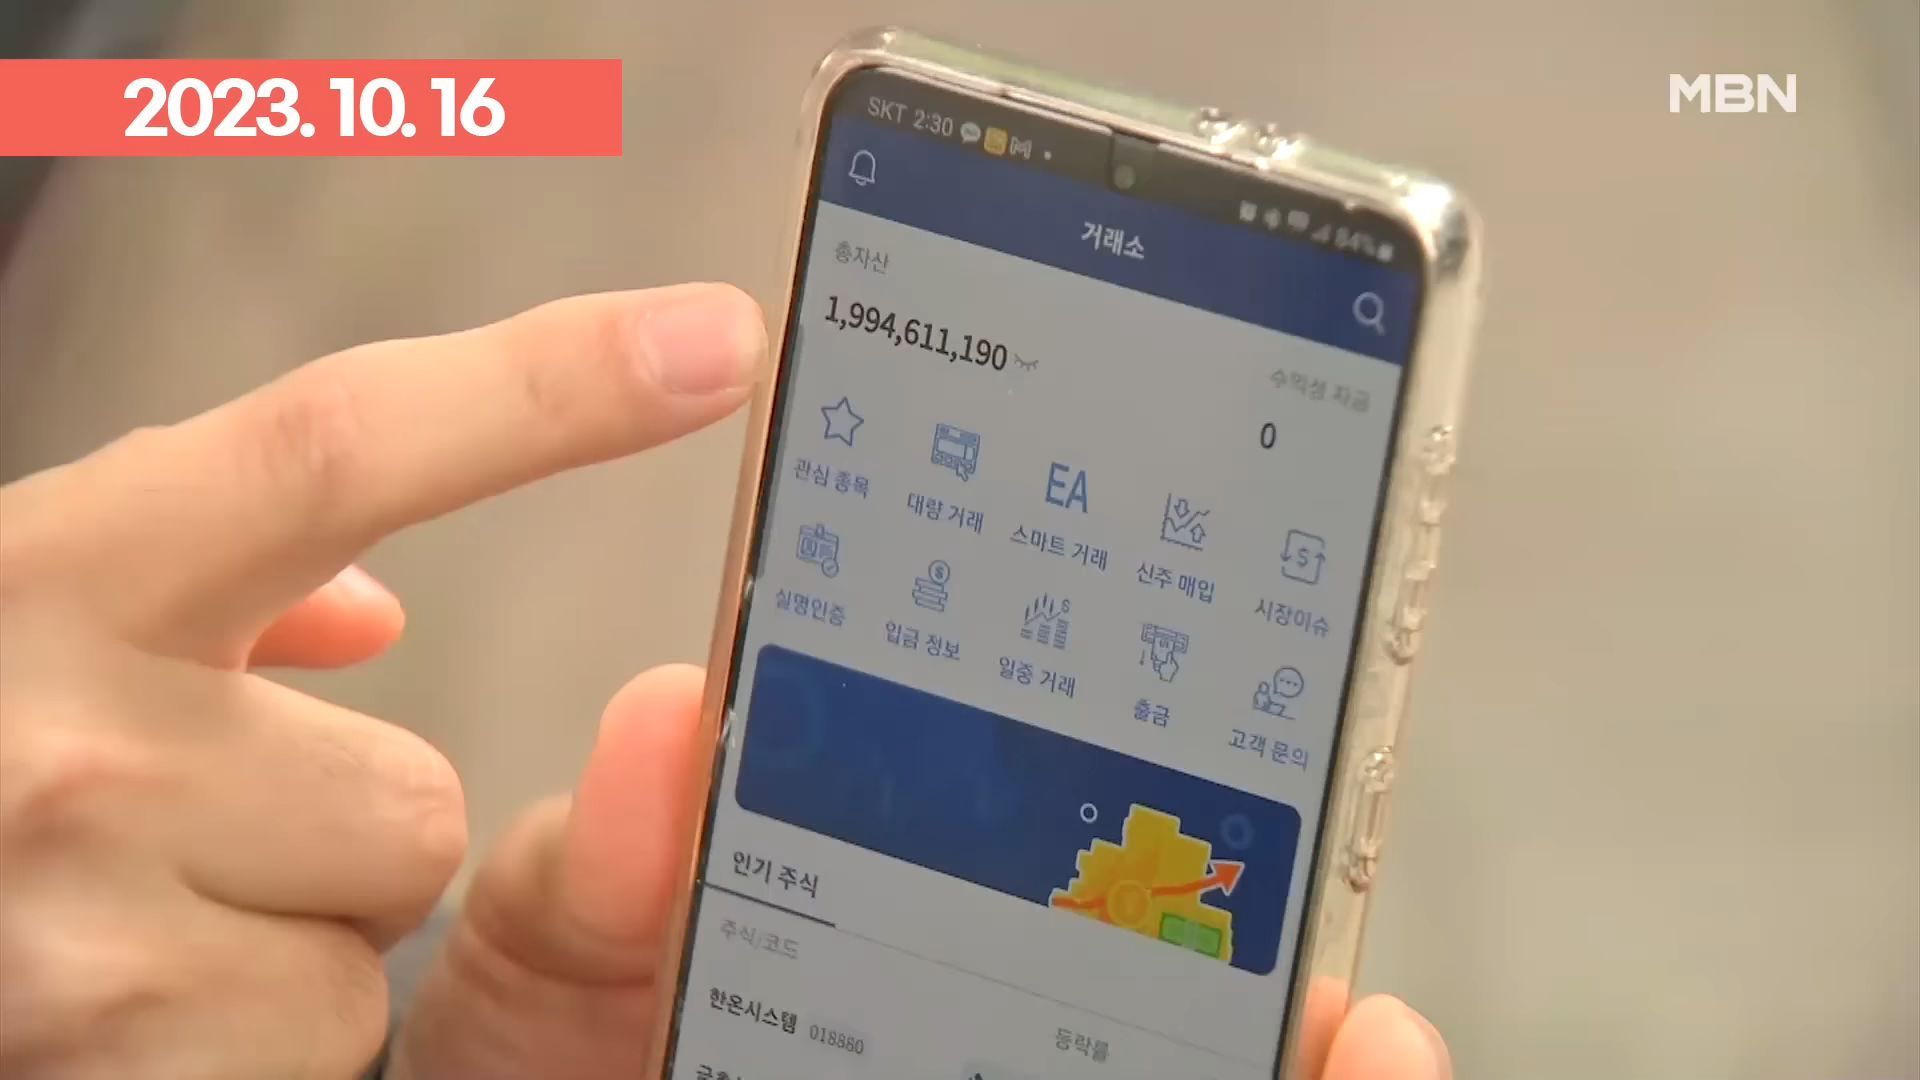 2023. 10. 16
MBN
SKT 2:30
84%
거래소
총자산
1,994,611,190
수익성 자금
0
관심 종목
대량 거래
EA
스마트 거래
신주 매입
시장이슈
실명인증
입금 정보
일중 거래
출금
고객 문의
인기 주식
주식/코드
등락률
한온시스템 018880